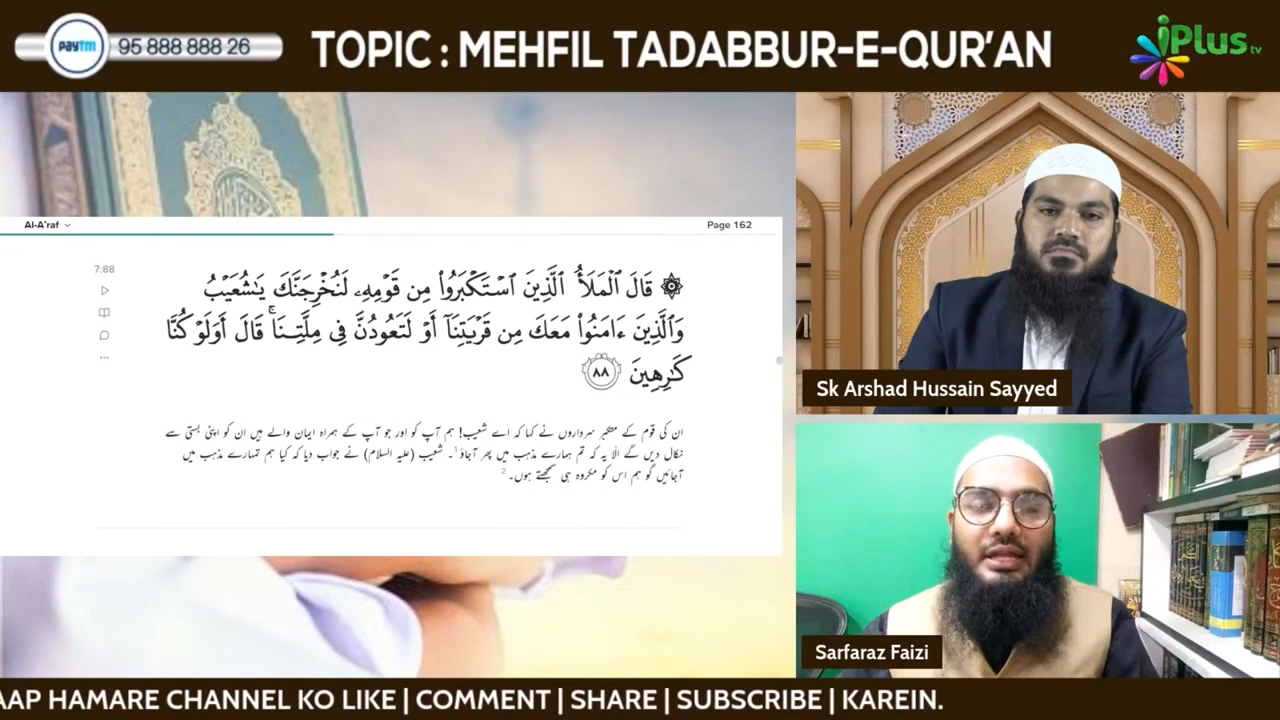 paytm 95 888 888 26
TOPIC : MEHFIL TADABBUR-E-QUR’AN
iPlus tv
Al-A'raf
Page 162
7:88
۞ قَالَ ٱلْمَلَأُ ٱلَّذِينَ ٱسْتَكْبَرُوا۟ مِن قَوْمِهِۦ لَنُخْرِجَنَّكَ يَـٰشُعَيْبُ
وَٱلَّذِينَ ءَامَنُوا۟ مَعَكَ مِن قَرْيَتِنَآ أَوْ لَتَعُودُنَّ فِى مِلَّتِنَا ۚ قَالَ أَوَلَوْ كُنَّا
كَـٰرِهِينَ ٨٨
ان کی قوم کے متکبر سرداروں نے کہا کہ اے شعیب! ہم آپ کو اور جو آپ کے ہمراہ ایمان والے ہیں ان کو اپنی بستی سے
نکال دیں گے الّا یہ کہ تم ہمارے مذہب میں پھر آجاؤ1۔ شعیب (علیہ السلام) نے جواب دیا کہ کیا ہم تمہارے مذہب میں
آجائیں گو ہم اس کو مکروہ ہی سمجھتے ہوں۔ 2
Sk Arshad Hussain Sayyed
Sarfaraz Faizi
AAP HAMARE CHANNEL KO LIKE | COMMENT | SHARE | SUBSCRIBE | KAREIN.